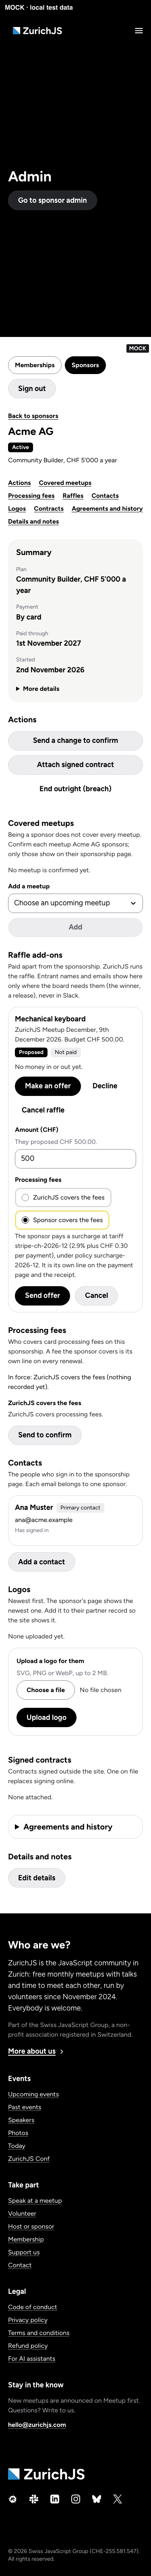 MOCK · local test data
ZurichJS
Admin
Go to sponsor admin
MOCK
Memberships
Sponsors
Sign out
Back to sponsors
Acme AG
Active
Community Builder, CHF 5'000 a year
Actions Covered meetups
Processing fees Raffles Contacts
Logos Contracts Agreements and history
Details and notes
Summary
Plan
Community Builder, CHF 5'000 a
year
Payment
By card
Paid through
1st November 2027
Started
2nd November 2026
More details
Actions
Send a change to confirm
Attach signed contract
End outright (breach)
Covered meetups
Being a sponsor does not cover every meetup.
Confirm each meetup Acme AG sponsors;
only those show on their sponsorship page.
No meetup is confirmed yet.
Add a meetup
Choose an upcoming meetup
Add
Raffle add-ons
Paid apart from the sponsorship. ZurichJS runs
the raffle. Entrant names and emails show here
only while the board needs them (the winner,
a release), never in Slack.
Mechanical keyboard
ZurichJS Meetup December, 9th
December 2026. Budget CHF 500.00.
Proposed Not paid
No money in or out yet.
Make an offer
Decline
Cancel raffle
Amount (CHF)
They proposed CHF 500.00.
500
Processing fees
ZurichJS covers the fees
Sponsor covers the fees
The sponsor pays a surcharge at tariff
stripe-ch-2026-12 (2.9% plus CHF 0.30
per payment), under policy surcharge-
2026-12. It is its own line on the payment
page and the receipt.
Send offer
Cancel
Processing fees
Who covers card processing fees on this
sponsorship. A fee the sponsor covers is its
own line on every renewal.
In force: ZurichJS covers the fees (nothing
recorded yet).
ZurichJS covers the fees
ZurichJS covers processing fees.
Send to confirm
Contacts
The people who sign in to the sponsorship
page. Each email belongs to one sponsor.
Ana Muster Primary contact
ana@acme.example
Has signed in
Add a contact
Logos
Newest first. The sponsor's page shows the
newest one. Add it to their partner record so
the site shows it.
None uploaded yet.
Upload a logo for them
SVG, PNG or WebP, up to 2 MB.
Choose a file
No file chosen
Upload logo
Signed contracts
Contracts signed outside the site. One on file
replaces signing online.
None attached.
Agreements and history
Details and notes
Edit details
Who are we?
ZurichJS is the JavaScript community in
Zurich: free monthly meetups with talks
and time to meet each other, run by
volunteers since November 2024.
Everybody is welcome.
Part of the Swiss JavaScript Group, a non-
profit association registered in Switzerland.
More about us
Events
Upcoming events
Past events
Speakers
Photos
Today
ZurichJS Conf
Take part
Speak at a meetup
Volunteer
Host or sponsor
Membership
Support us
Contact
Legal
Code of conduct
Privacy policy
Terms and conditions
Refund policy
For AI assistants
Stay in the know
New meetups are announced on Meetup first.
Questions? Write to us.
hello@zurichjs.com
ZurichJS
© 2026 Swiss JavaScript Group (CHE-255.581.547).
All rights reserved.